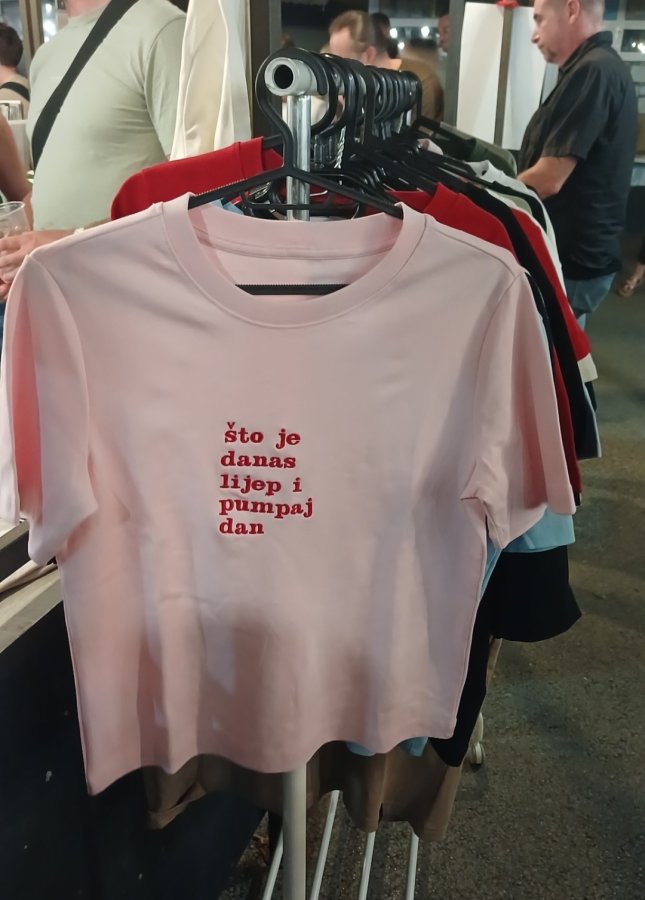 što je
danas
lijep i
pumpaj
dan